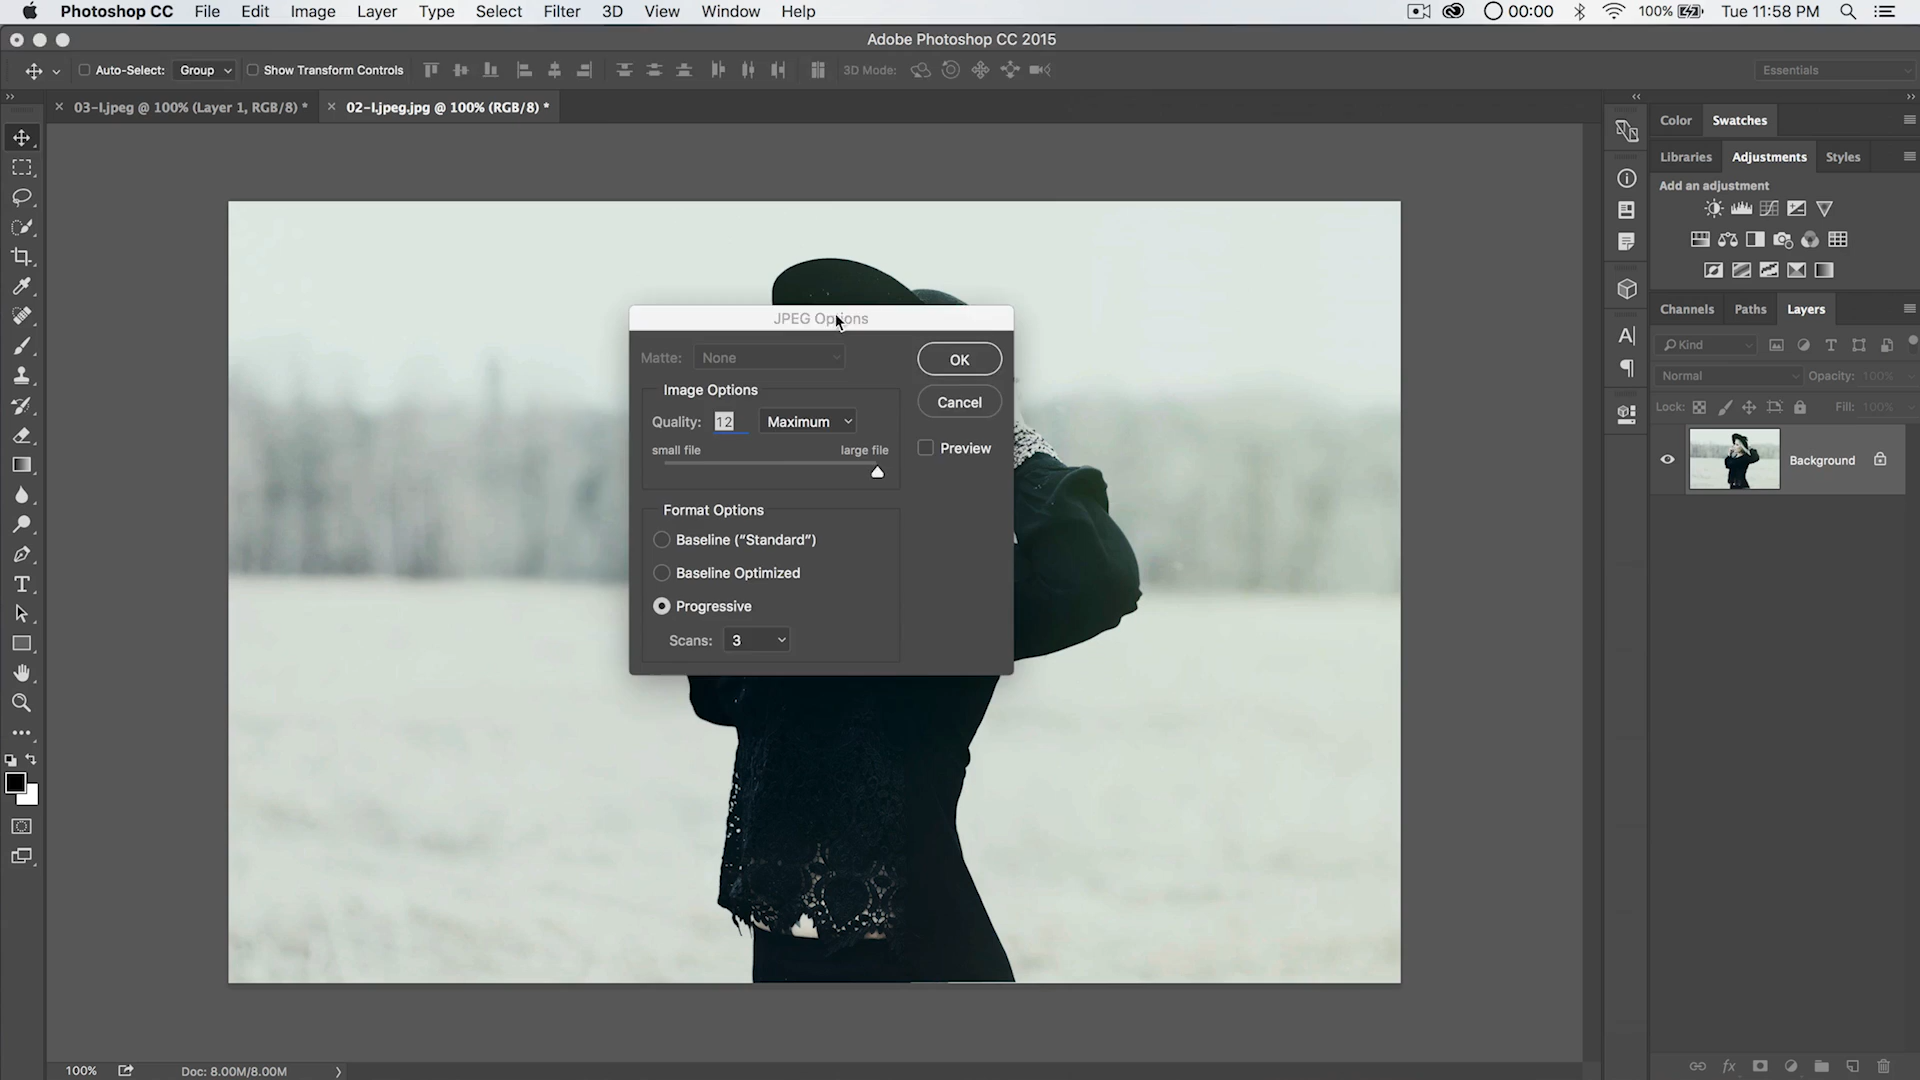 Photoshop CC File Edit Image Layer Type Select Filter 3D View Window Help 00:00 100% Tue 11:58 PM
Adobe Photoshop CC 2015
Auto-Select: Group Show Transform Controls 3D Mode: Essentials
03-I.jpeg @ 100% (Layer 1, RGB/8) * 02-I.jpeg.jpg @ 100% (RGB/8) *
Color Swatches
Libraries Adjustments Styles
Add an adjustment
Channels Paths Layers
Kind
Normal Opacity: 100%
Lock: Fill: 100%
Background
JPEG Options
Matte: None OK
Image Options
Cancel
Quality: 12 Maximum
small file large file
Preview
Format Options
Baseline (“Standard”)
Baseline Optimized
Progressive
Scans: 3
100% Doc: 8.00M/8.00M